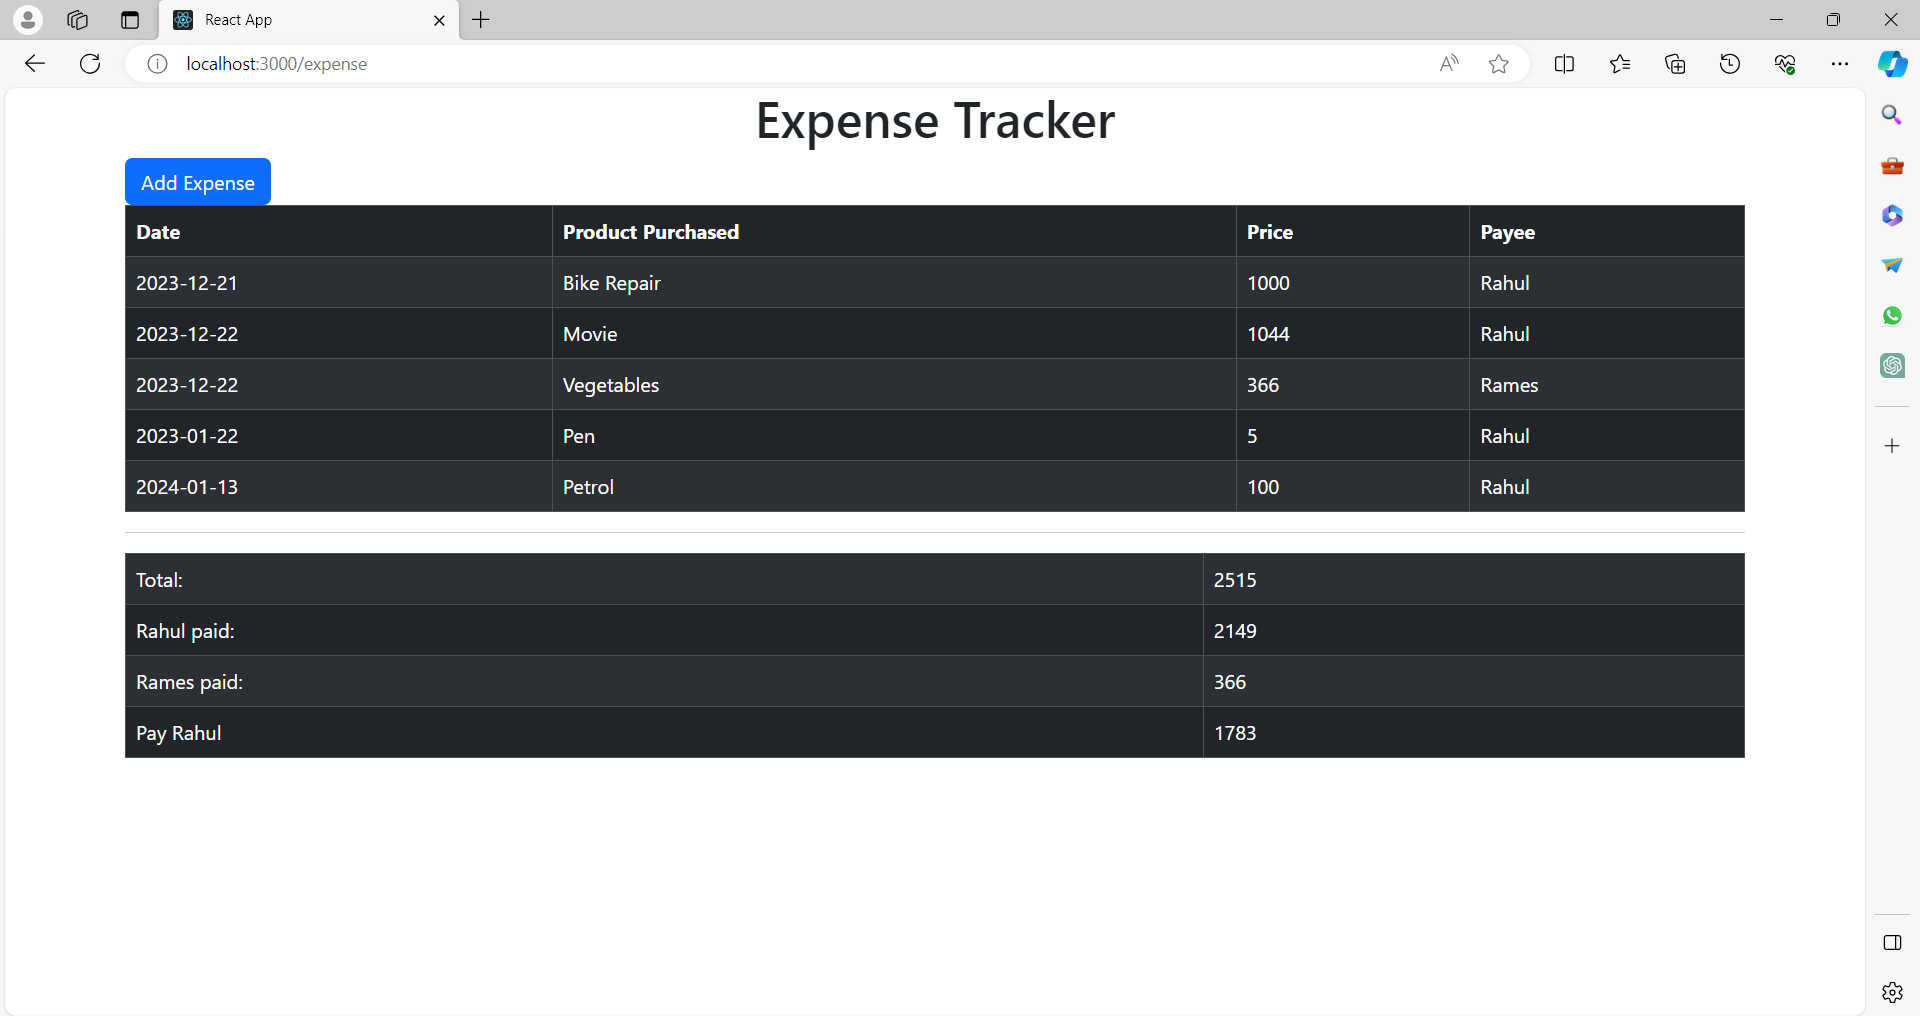 React App
localhost:3000/expense
Expense Tracker
Add Expense
Date Product Purchased Price Payee
2023-12-21 Bike Repair 1000 Rahul
2023-12-22 Movie 1044 Rahul
2023-12-22 Vegetables 366 Rames
2023-01-22 Pen 5 Rahul
2024-01-13 Petrol 100 Rahul
Total: 2515
Rahul paid: 2149
Rames paid: 366
Pay Rahul 1783